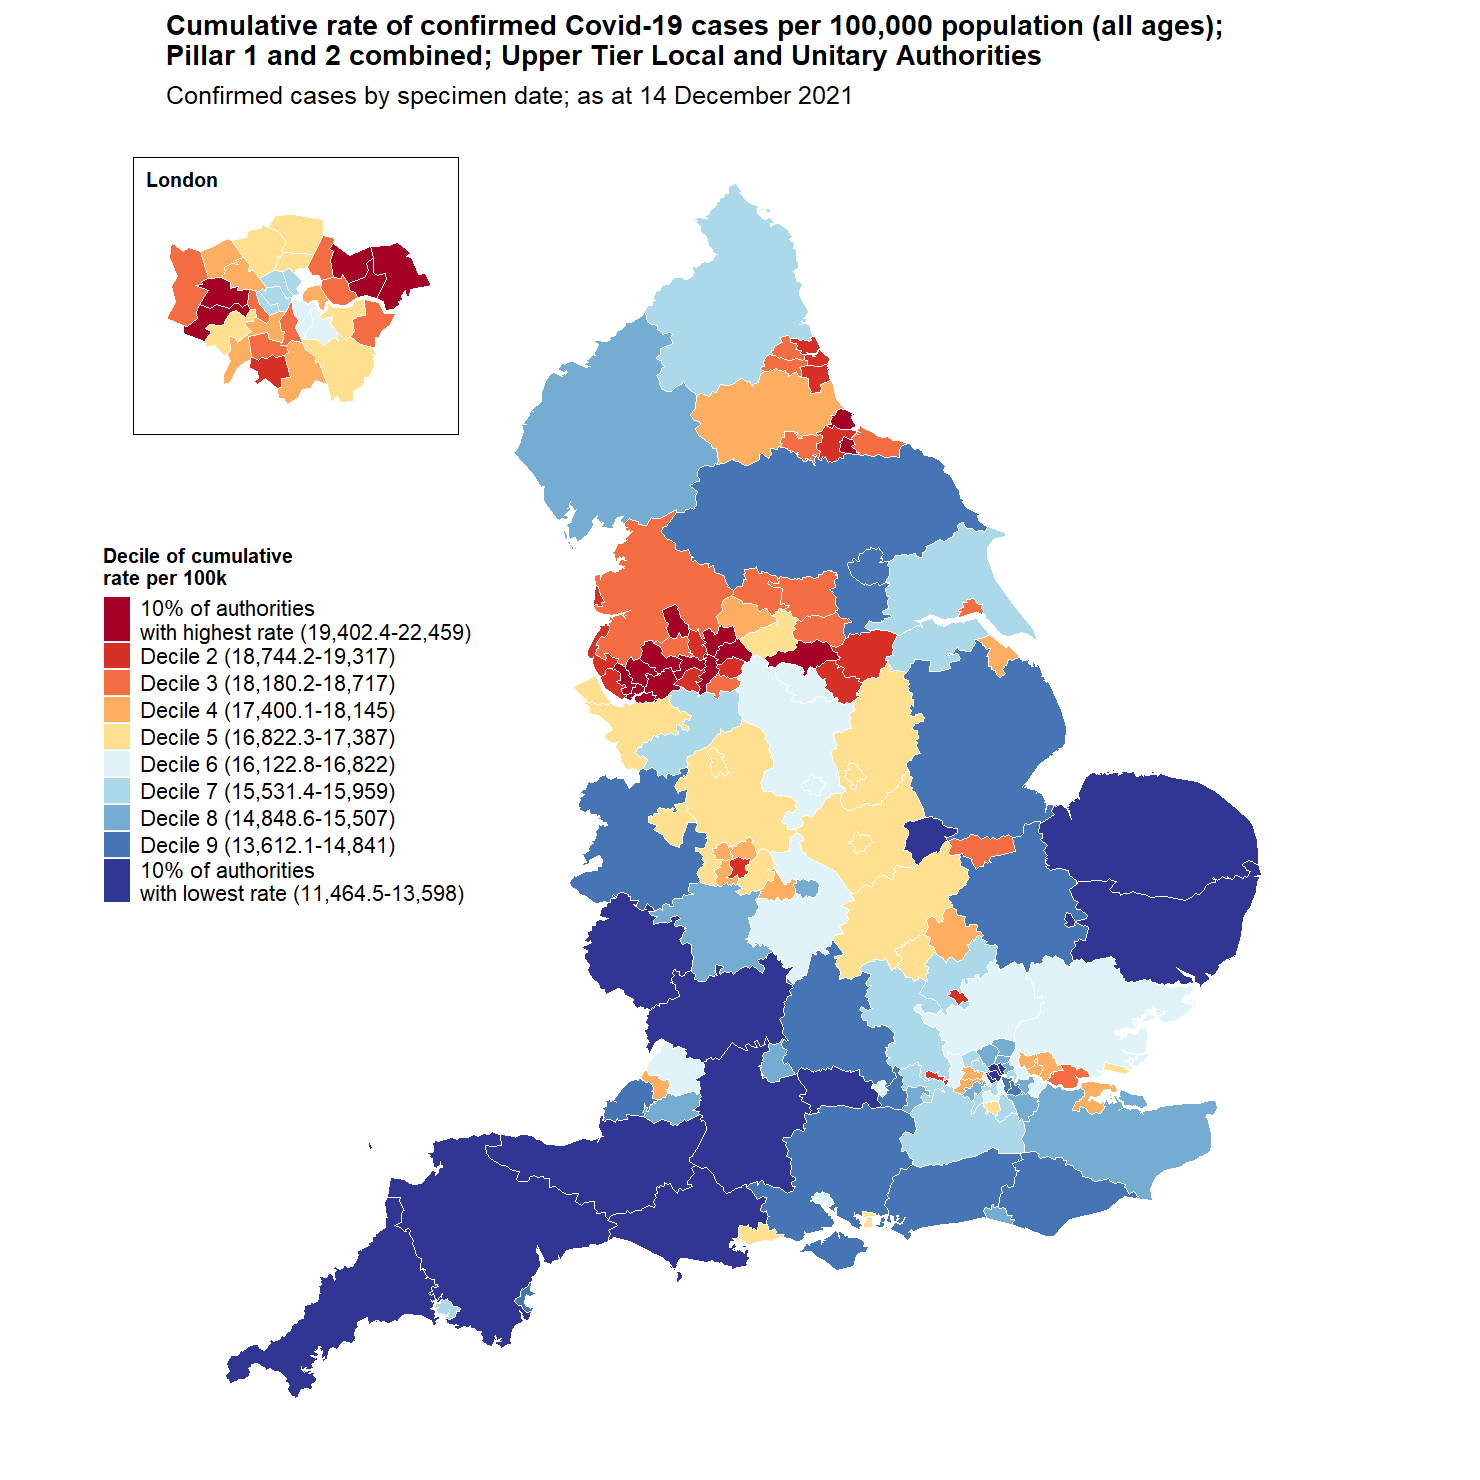 Cumulative rate of confirmed Covid-19 cases per 100,000 population (all ages);
Pillar 1 and 2 combined; Upper Tier Local and Unitary Authorities
Confirmed cases by specimen date; as at 14 December 2021
London
Decile of cumulative
rate per 100k
10% of authorities
with highest rate (19,402.4-22,459)
Decile 2 (18,744.2-19,317)
Decile 3 (18,180.2-18,717)
Decile 4 (17,400.1-18,145)
Decile 5 (16,822.3-17,387)
Decile 6 (16,122.8-16,822)
Decile 7 (15,531.4-15,959)
Decile 8 (14,848.6-15,507)
Decile 9 (13,612.1-14,841)
10% of authorities
with lowest rate (11,464.5-13,598)